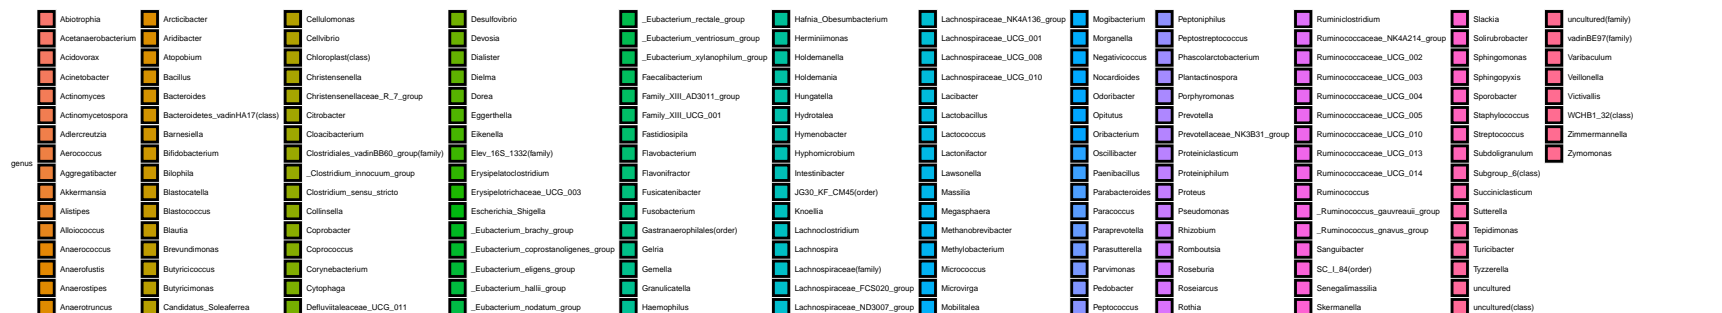 genus
Abiotrophia
Acetanaerobacterium
Acidovorax
Acinetobacter
Actinomyces
Actinomycetospora
Adlercreutzia
Aerococcus
Aggregatibacter
Akkermansia
Alistipes
Alloiococcus
Anaerococcus
Anaerofustis
Anaerostipes
Anaerotruncus
Arcticibacter
Aridibacter
Atopobium
Bacillus
Bacteroides
Bacteroidetes_vadinHA17(class)
Barnesiella
Bifidobacterium
Bilophila
Blastocatella
Blastococcus
Blautia
Brevundimonas
Butyricicoccus
Butyricimonas
Candidatus_Soleaferrea
Cellulomonas
Cellvibrio
Chloroplast(class)
Christensenella
Christensenellaceae_R_7_group
Citrobacter
Cloacibacterium
Clostridiales_vadinBB60_group(family)
_Clostridium_innocuum_group
Clostridium_sensu_stricto
Collinsella
Coprobacter
Coprococcus
Corynebacterium
Cytophaga
Defluviitaleaceae_UCG_011
Desulfovibrio
Devosia
Dialister
Dielma
Dorea
Eggerthella
Eikenella
Elev_16S_1332(family)
Erysipelatoclostridium
Erysipelotrichaceae_UCG_003
Escherichia_Shigella
_Eubacterium_brachy_group
_Eubacterium_coprostanoligenes_group
_Eubacterium_eligens_group
_Eubacterium_hallii_group
_Eubacterium_nodatum_group
_Eubacterium_rectale_group
_Eubacterium_ventriosum_group
_Eubacterium_xylanophilum_group
Faecalibacterium
Family_XIII_AD3011_group
Family_XIII_UCG_001
Fastidiosipila
Flavobacterium
Flavonifractor
Fusicatenibacter
Fusobacterium
Gastranaerophilales(order)
Gelria
Gemella
Granulicatella
Haemophilus
Hafnia_Obesumbacterium
Herminiimonas
Holdemanella
Holdemania
Hungatella
Hydrotalea
Hymenobacter
Hyphomicrobium
Intestinibacter
JG30_KF_CM45(order)
Knoellia
Lachnoclostridium
Lachnospira
Lachnospiraceae(family)
Lachnospiraceae_FCS020_group
Lachnospiraceae_ND3007_group
Lachnospiraceae_NK4A136_group
Lachnospiraceae_UCG_001
Lachnospiraceae_UCG_008
Lachnospiraceae_UCG_010
Lacibacter
Lactobacillus
Lactococcus
Lactonifactor
Lawsonella
Massilia
Megasphaera
Methanobrevibacter
Methylobacterium
Micrococcus
Microvirga
Mobilitalea
Mogibacterium
Morganella
Negativicoccus
Nocardioides
Odoribacter
Opitutus
Oribacterium
Oscillibacter
Paenibacillus
Parabacteroides
Paracoccus
Paraprevotella
Parasutterella
Parvimonas
Pedobacter
Peptococcus
Peptoniphilus
Peptostreptococcus
Phascolarctobacterium
Plantactinospora
Porphyromonas
Prevotella
Prevotellaceae_NK3B31_group
Proteiniclasticum
Proteiniphilum
Proteus
Pseudomonas
Rhizobium
Romboutsia
Roseburia
Roseiarcus
Rothia
Ruminiclostridium
Ruminococcaceae_NK4A214_group
Ruminococcaceae_UCG_002
Ruminococcaceae_UCG_003
Ruminococcaceae_UCG_004
Ruminococcaceae_UCG_005
Ruminococcaceae_UCG_010
Ruminococcaceae_UCG_013
Ruminococcaceae_UCG_014
Ruminococcus
_Ruminococcus_gauvreauii_group
_Ruminococcus_gnavus_group
Sanguibacter
SC_I_84(order)
Senegalimassilia
Skermanella
Slackia
Solirubrobacter
Sphingomonas
Sphingopyxis
Sporobacter
Staphylococcus
Streptococcus
Subdoligranulum
Subgroup_6(class)
Succiniclasticum
Sutterella
Tepidimonas
Turicibacter
Tyzzerella
uncultured
uncultured(class)
uncultured(family)
vadinBE97(family)
Varibaculum
Veillonella
Victivallis
WCHB1_32(class)
Zimmermannella
Zymomonas